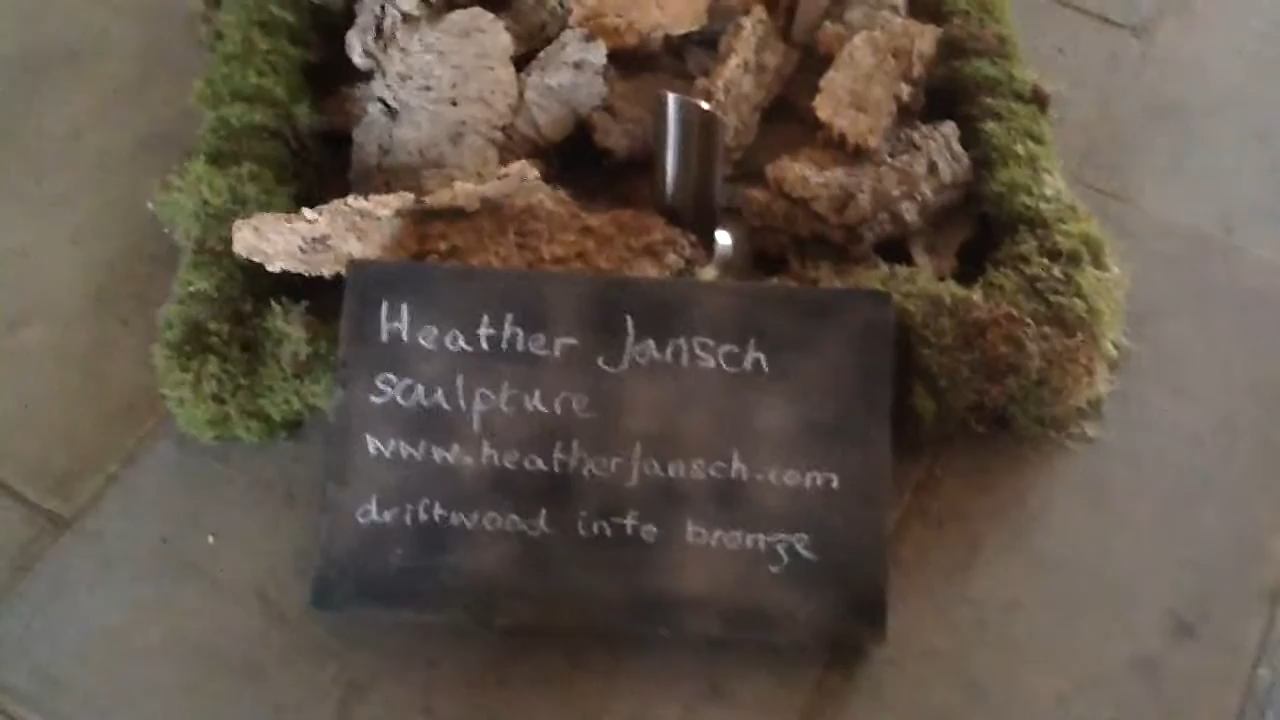 Heather Jansch
sculpture
www.heatherjansch.com
driftwood into bronze